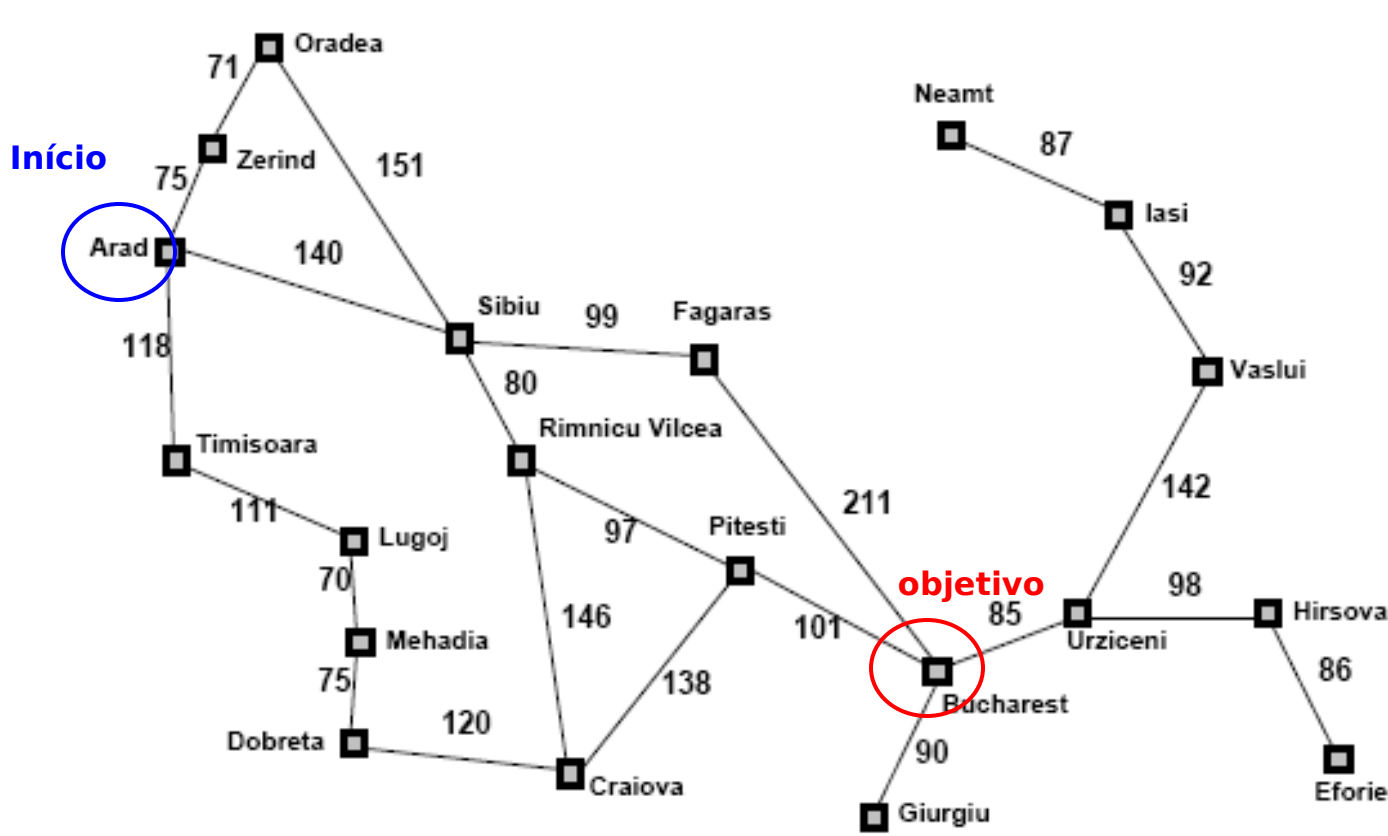 Oradea
71
Neamt
87
Início
Zerind
151
75
Iasi
Arad
140
92
Sibiu
99
Fagaras
118
80
Vaslui
Rimnicu Vilcea
Timisoara
211
142
111
97
Pitesti
Lugoj
70
objetivo
98
146
101
85
Hirsova
Urziceni
Mehadia
86
75
138
Bucharest
120
Dobreta
90
Craiova
Eforie
Giurgiu